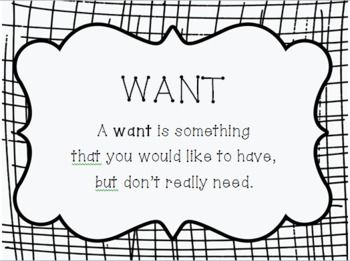 WANT
A want is something
that you would like to have,
but don't really need.